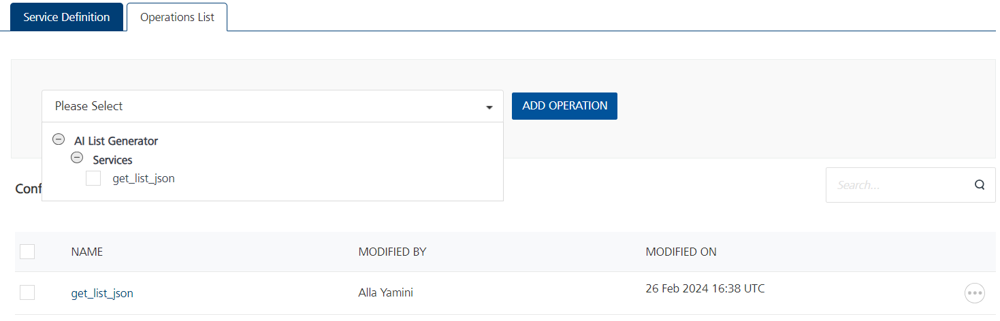 Service Definition Operations List
Please Select ADD OPERATION
AI List Generator
Services
get_list_json
Conf Search...
NAME MODIFIED BY MODIFIED ON
get_list_json Alla Yamini 26 Feb 2024 16:38 UTC